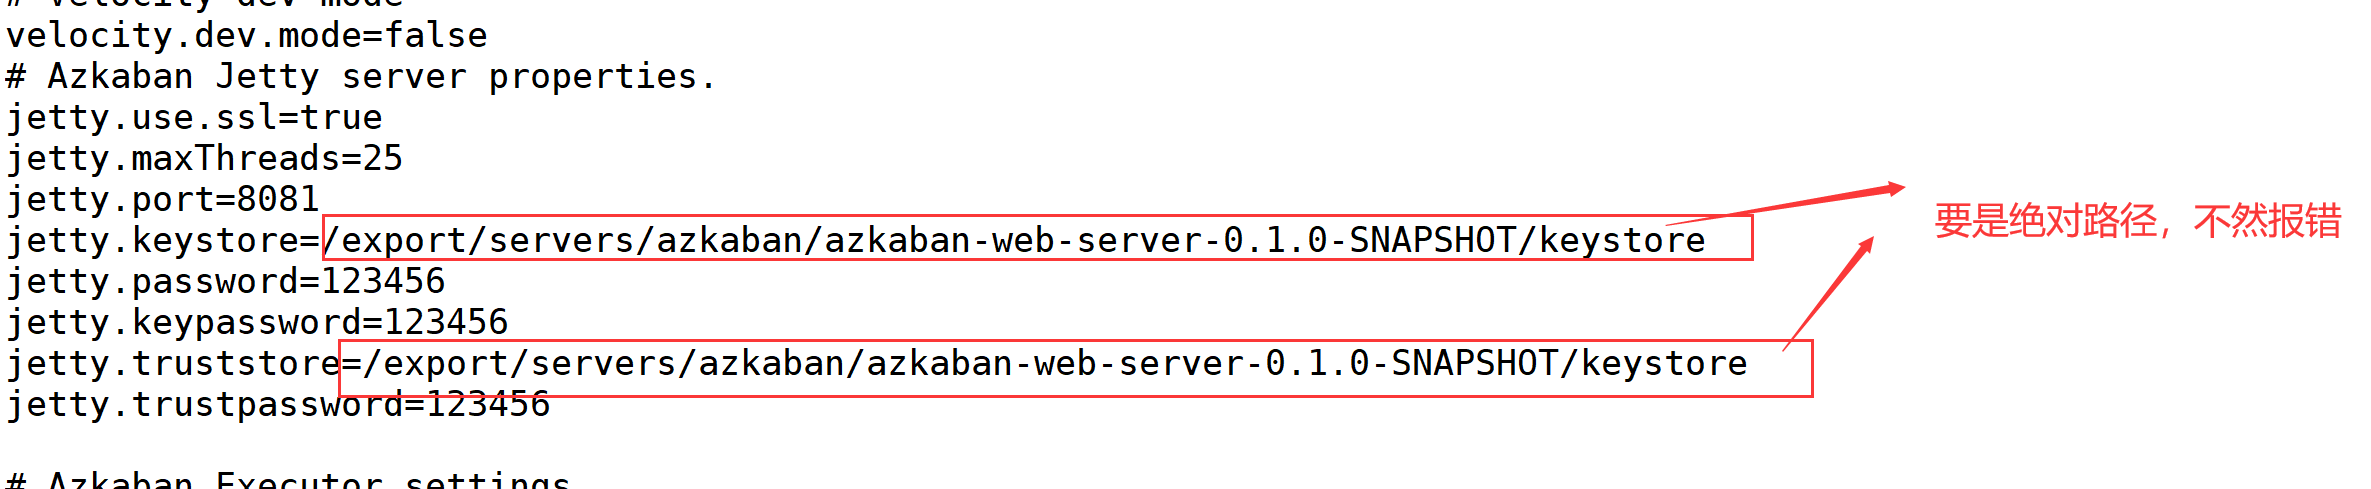 # velocity dev mode
velocity.dev.mode=false
# Azkaban Jetty server properties.
jetty.use.ssl=true
jetty.maxThreads=25
jetty.port=8081
jetty.keystore=/export/servers/azkaban/azkaban-web-server-0.1.0-SNAPSHOT/keystore
要是绝对路径，不然报错
jetty.password=123456
jetty.keypassword=123456
jetty.truststore=/export/servers/azkaban/azkaban-web-server-0.1.0-SNAPSHOT/keystore
jetty.trustpassword=123456
# Azkaban Executor settings